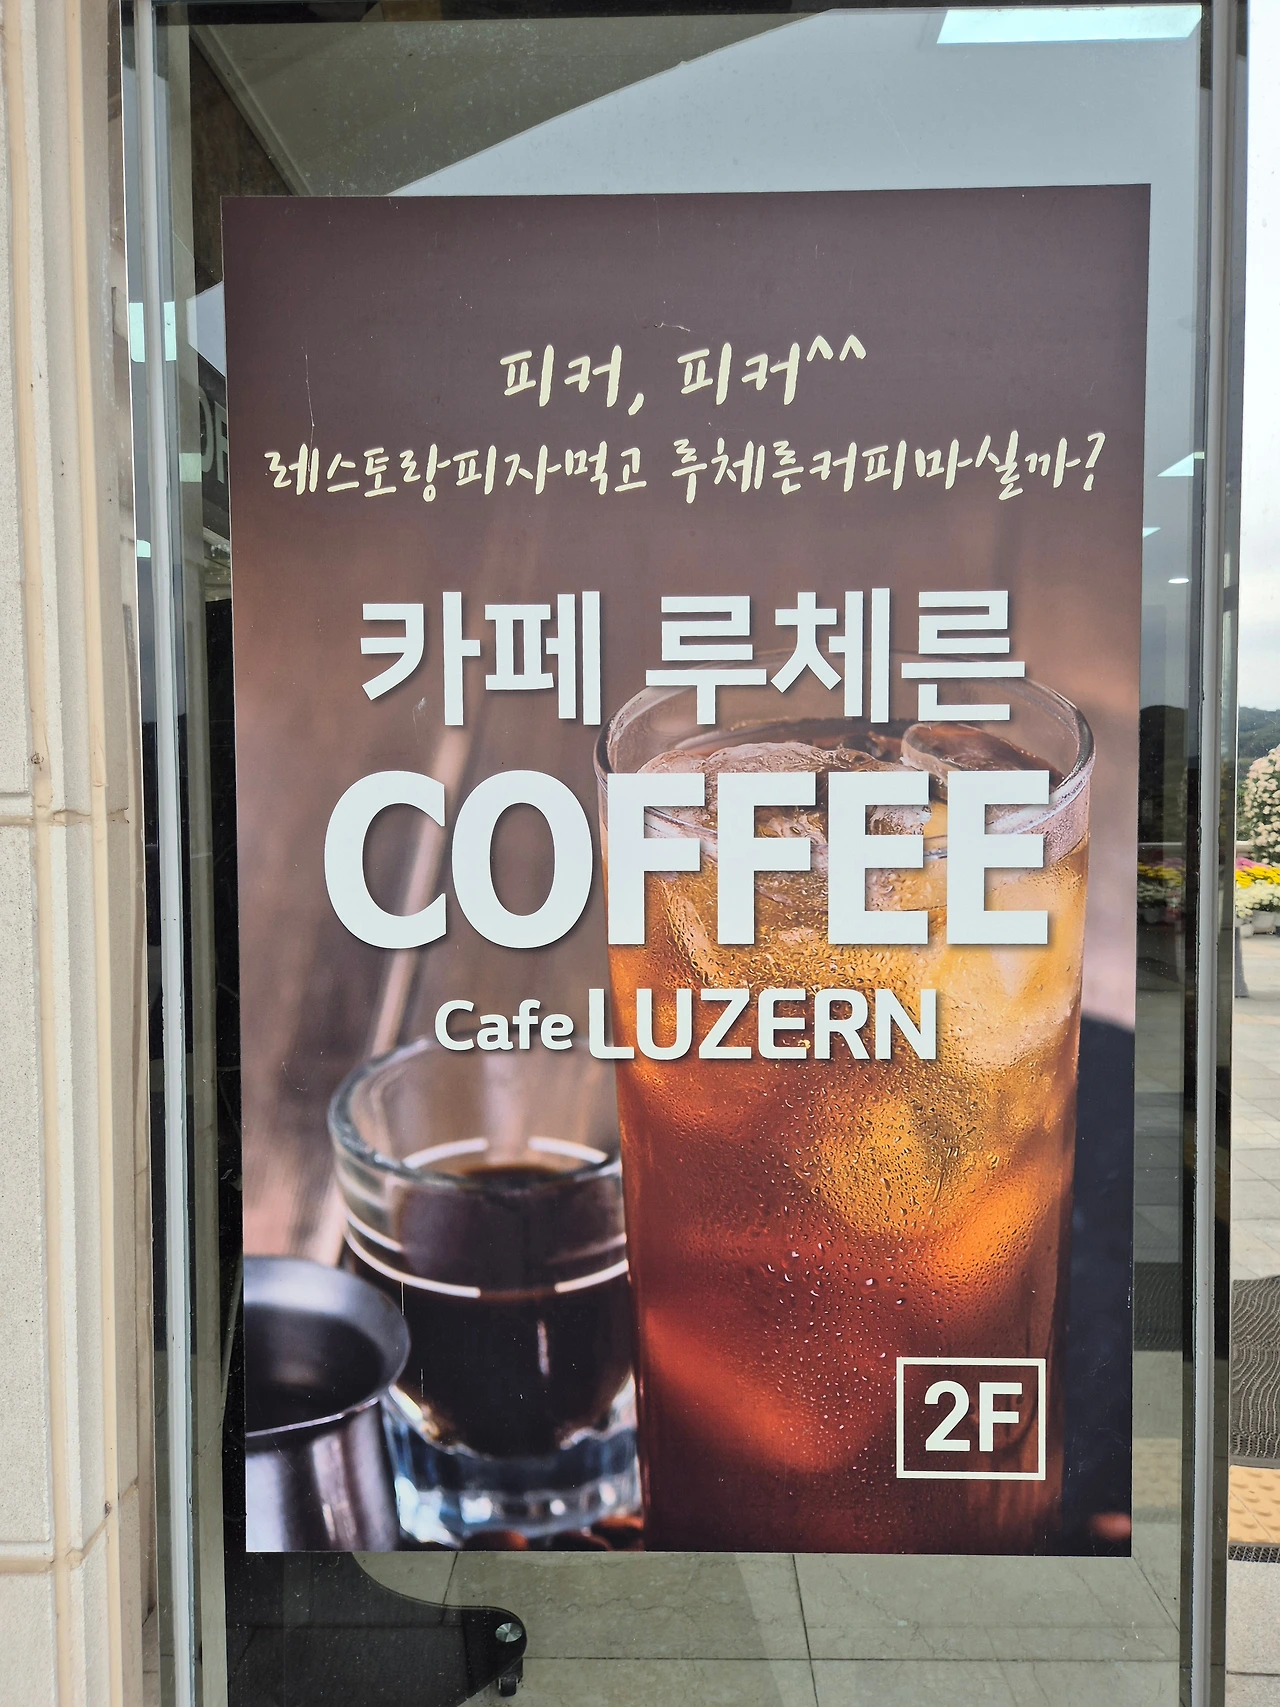 피커, 피커^^
레스토랑피자먹고 루체른커피마실까?
카페 루체른
COFFEE
Cafe LUZERN
2F